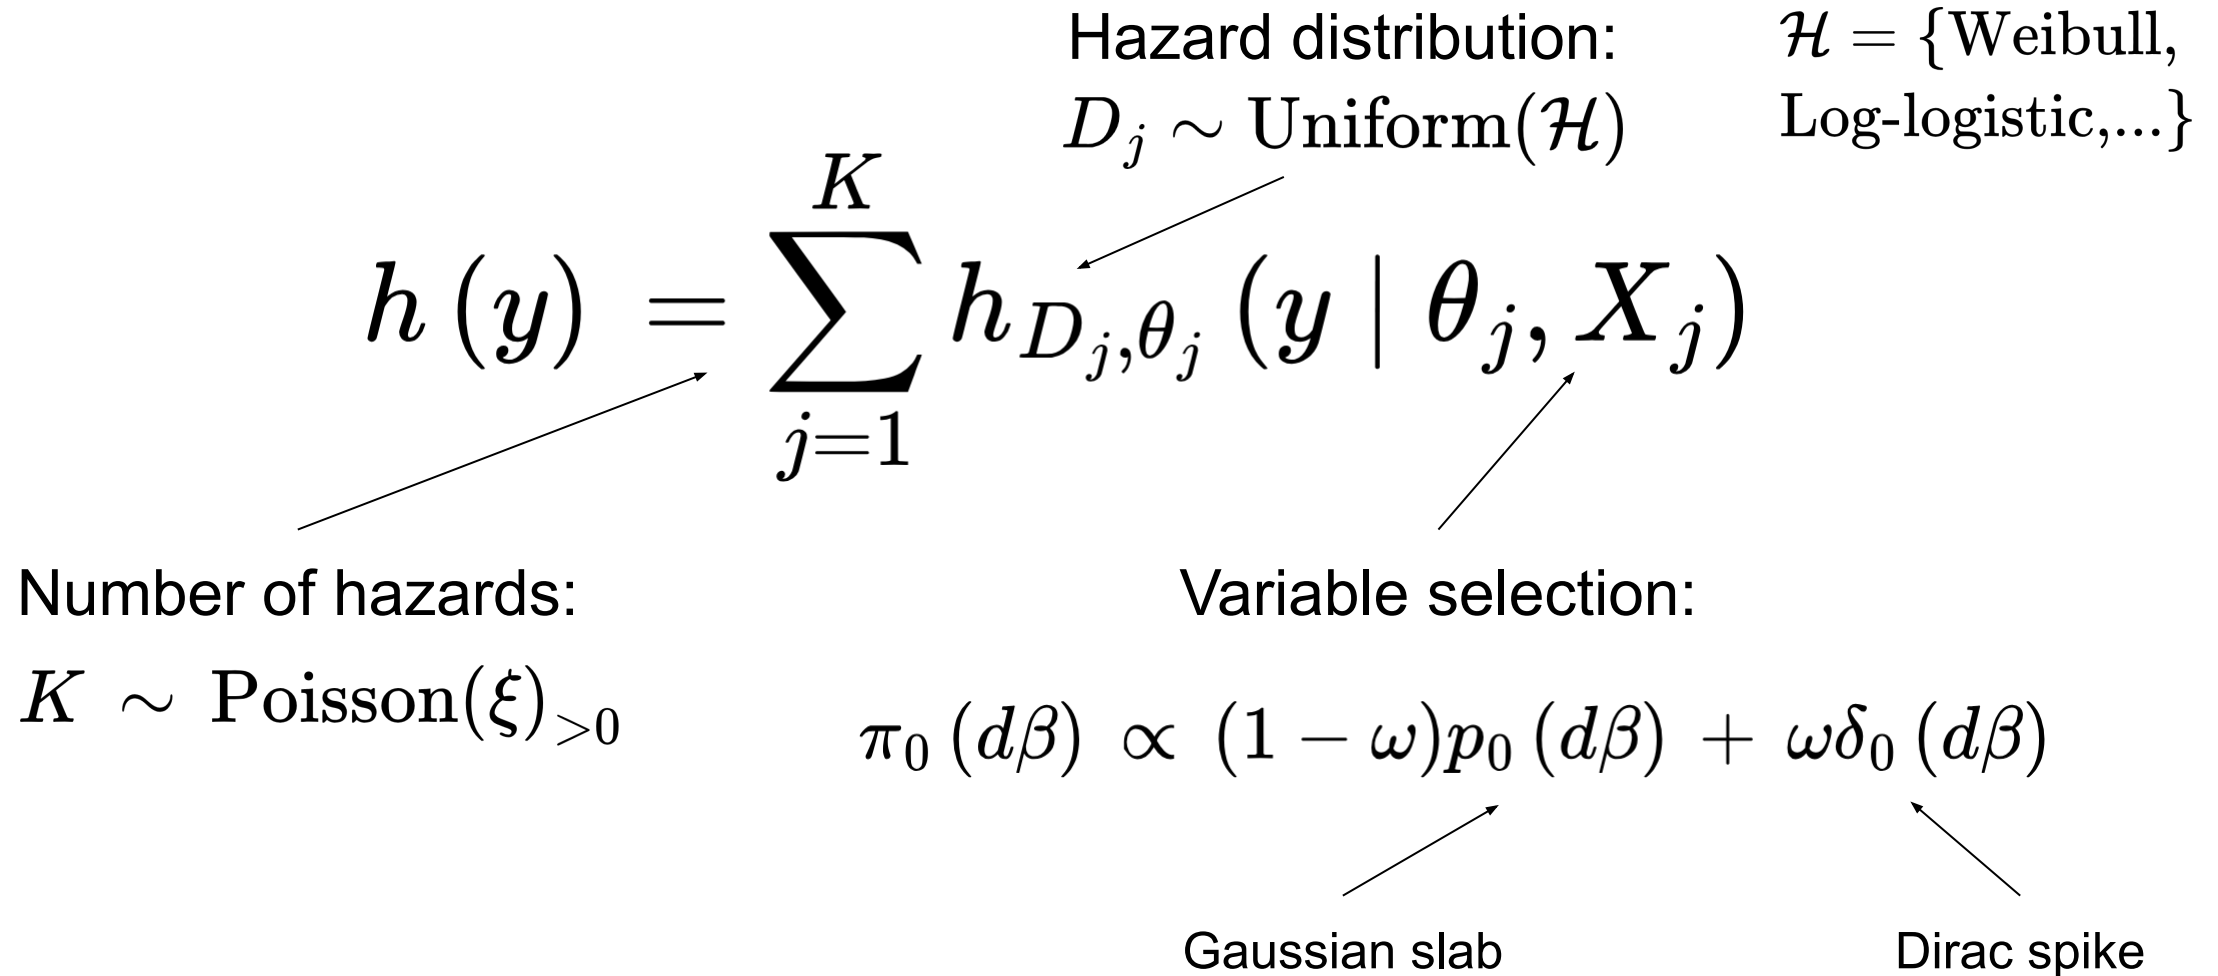 Hazard distribution:
D_j ∼ Uniform(ℋ)
ℋ = {Weibull,
Log-logistic,...}
h(y) = ∑_{j=1}^{K} h_{D_j,θ_j}(y | θ_j, X_j)
Number of hazards:
K ∼ Poisson(ξ)_{>0}
Variable selection:
π_0(dβ) ∝ (1 − ω)p_0(dβ) + ωδ_0(dβ)
Gaussian slab
Dirac spike